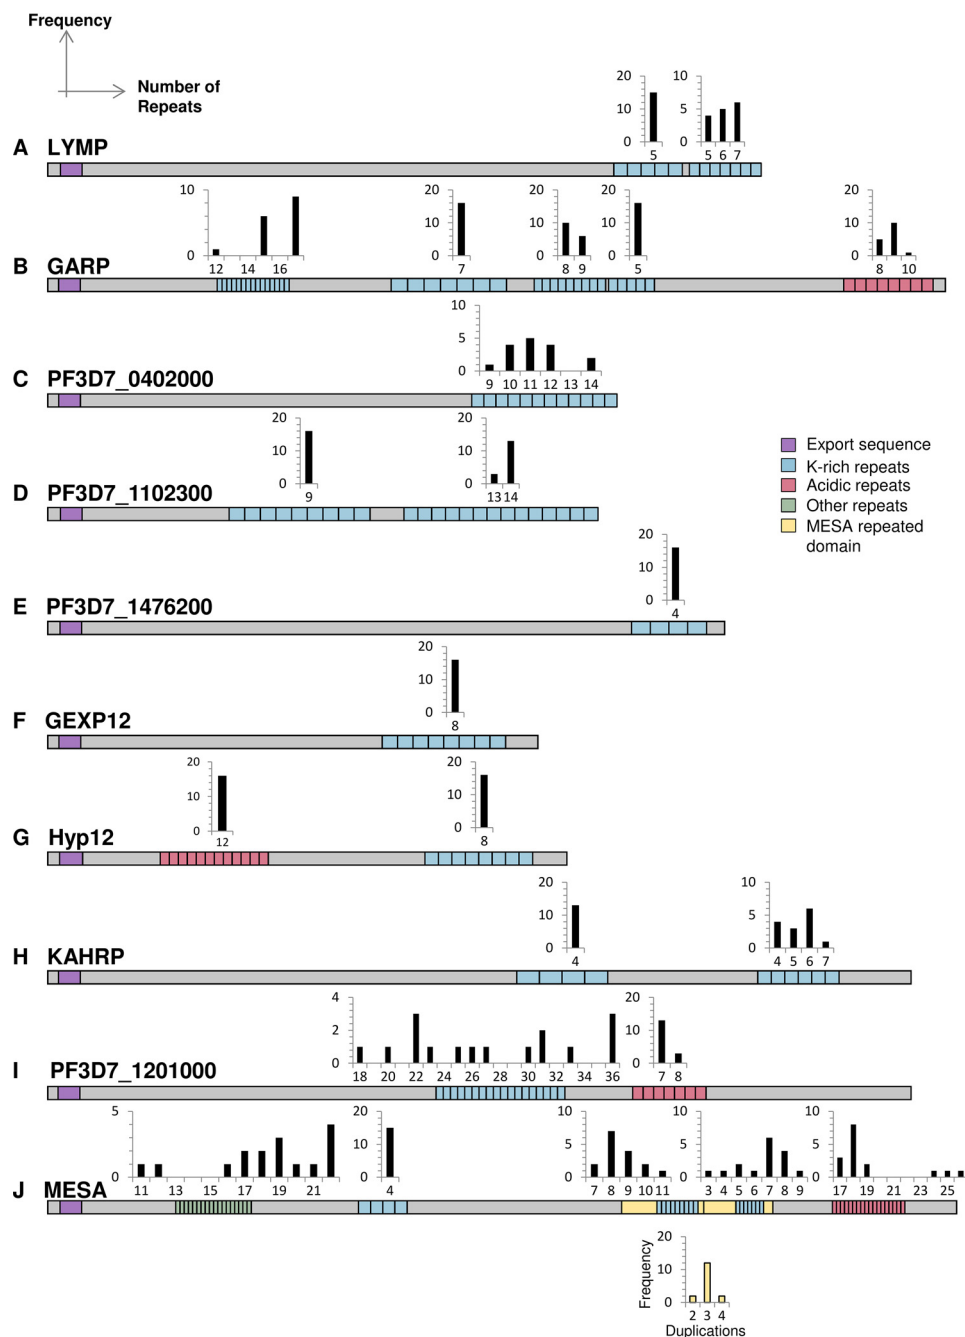 Frequency
Number of
Repeats
20
10
0
5
10
5
0
5 6 7
A LYMP
10
0
12 14 16
20
10
0
7
20
10
0
8 9
20
10
0
5
20
10
0
8 10
B GARP
10
5
0
9 10 11 12 13 14
C PF3D7_0402000
20
10
0
9
20
10
0
13 14
D PF3D7_1102300
Export sequence
K-rich repeats
Acidic repeats
Other repeats
MESA repeated
domain
20
10
0
4
E PF3D7_1476200
20
10
0
8
F GEXP12
20
10
0
12
20
10
0
8
G Hyp12
20
10
0
4
10
5
0
4 5 6 7
H KAHRP
4
2
0
18 20 22 24 26 28 30 32 34 36
20
10
0
7 8
I PF3D7_1201000
5
0
11 13 15 17 19 21
20
10
0
4
10
5
0
7 8 9 10 11
10
5
0
3 4 5 6 7 8 9
10
5
0
17 19 21 23 25
J MESA
20
10
0
Frequency
2 3 4
Duplications